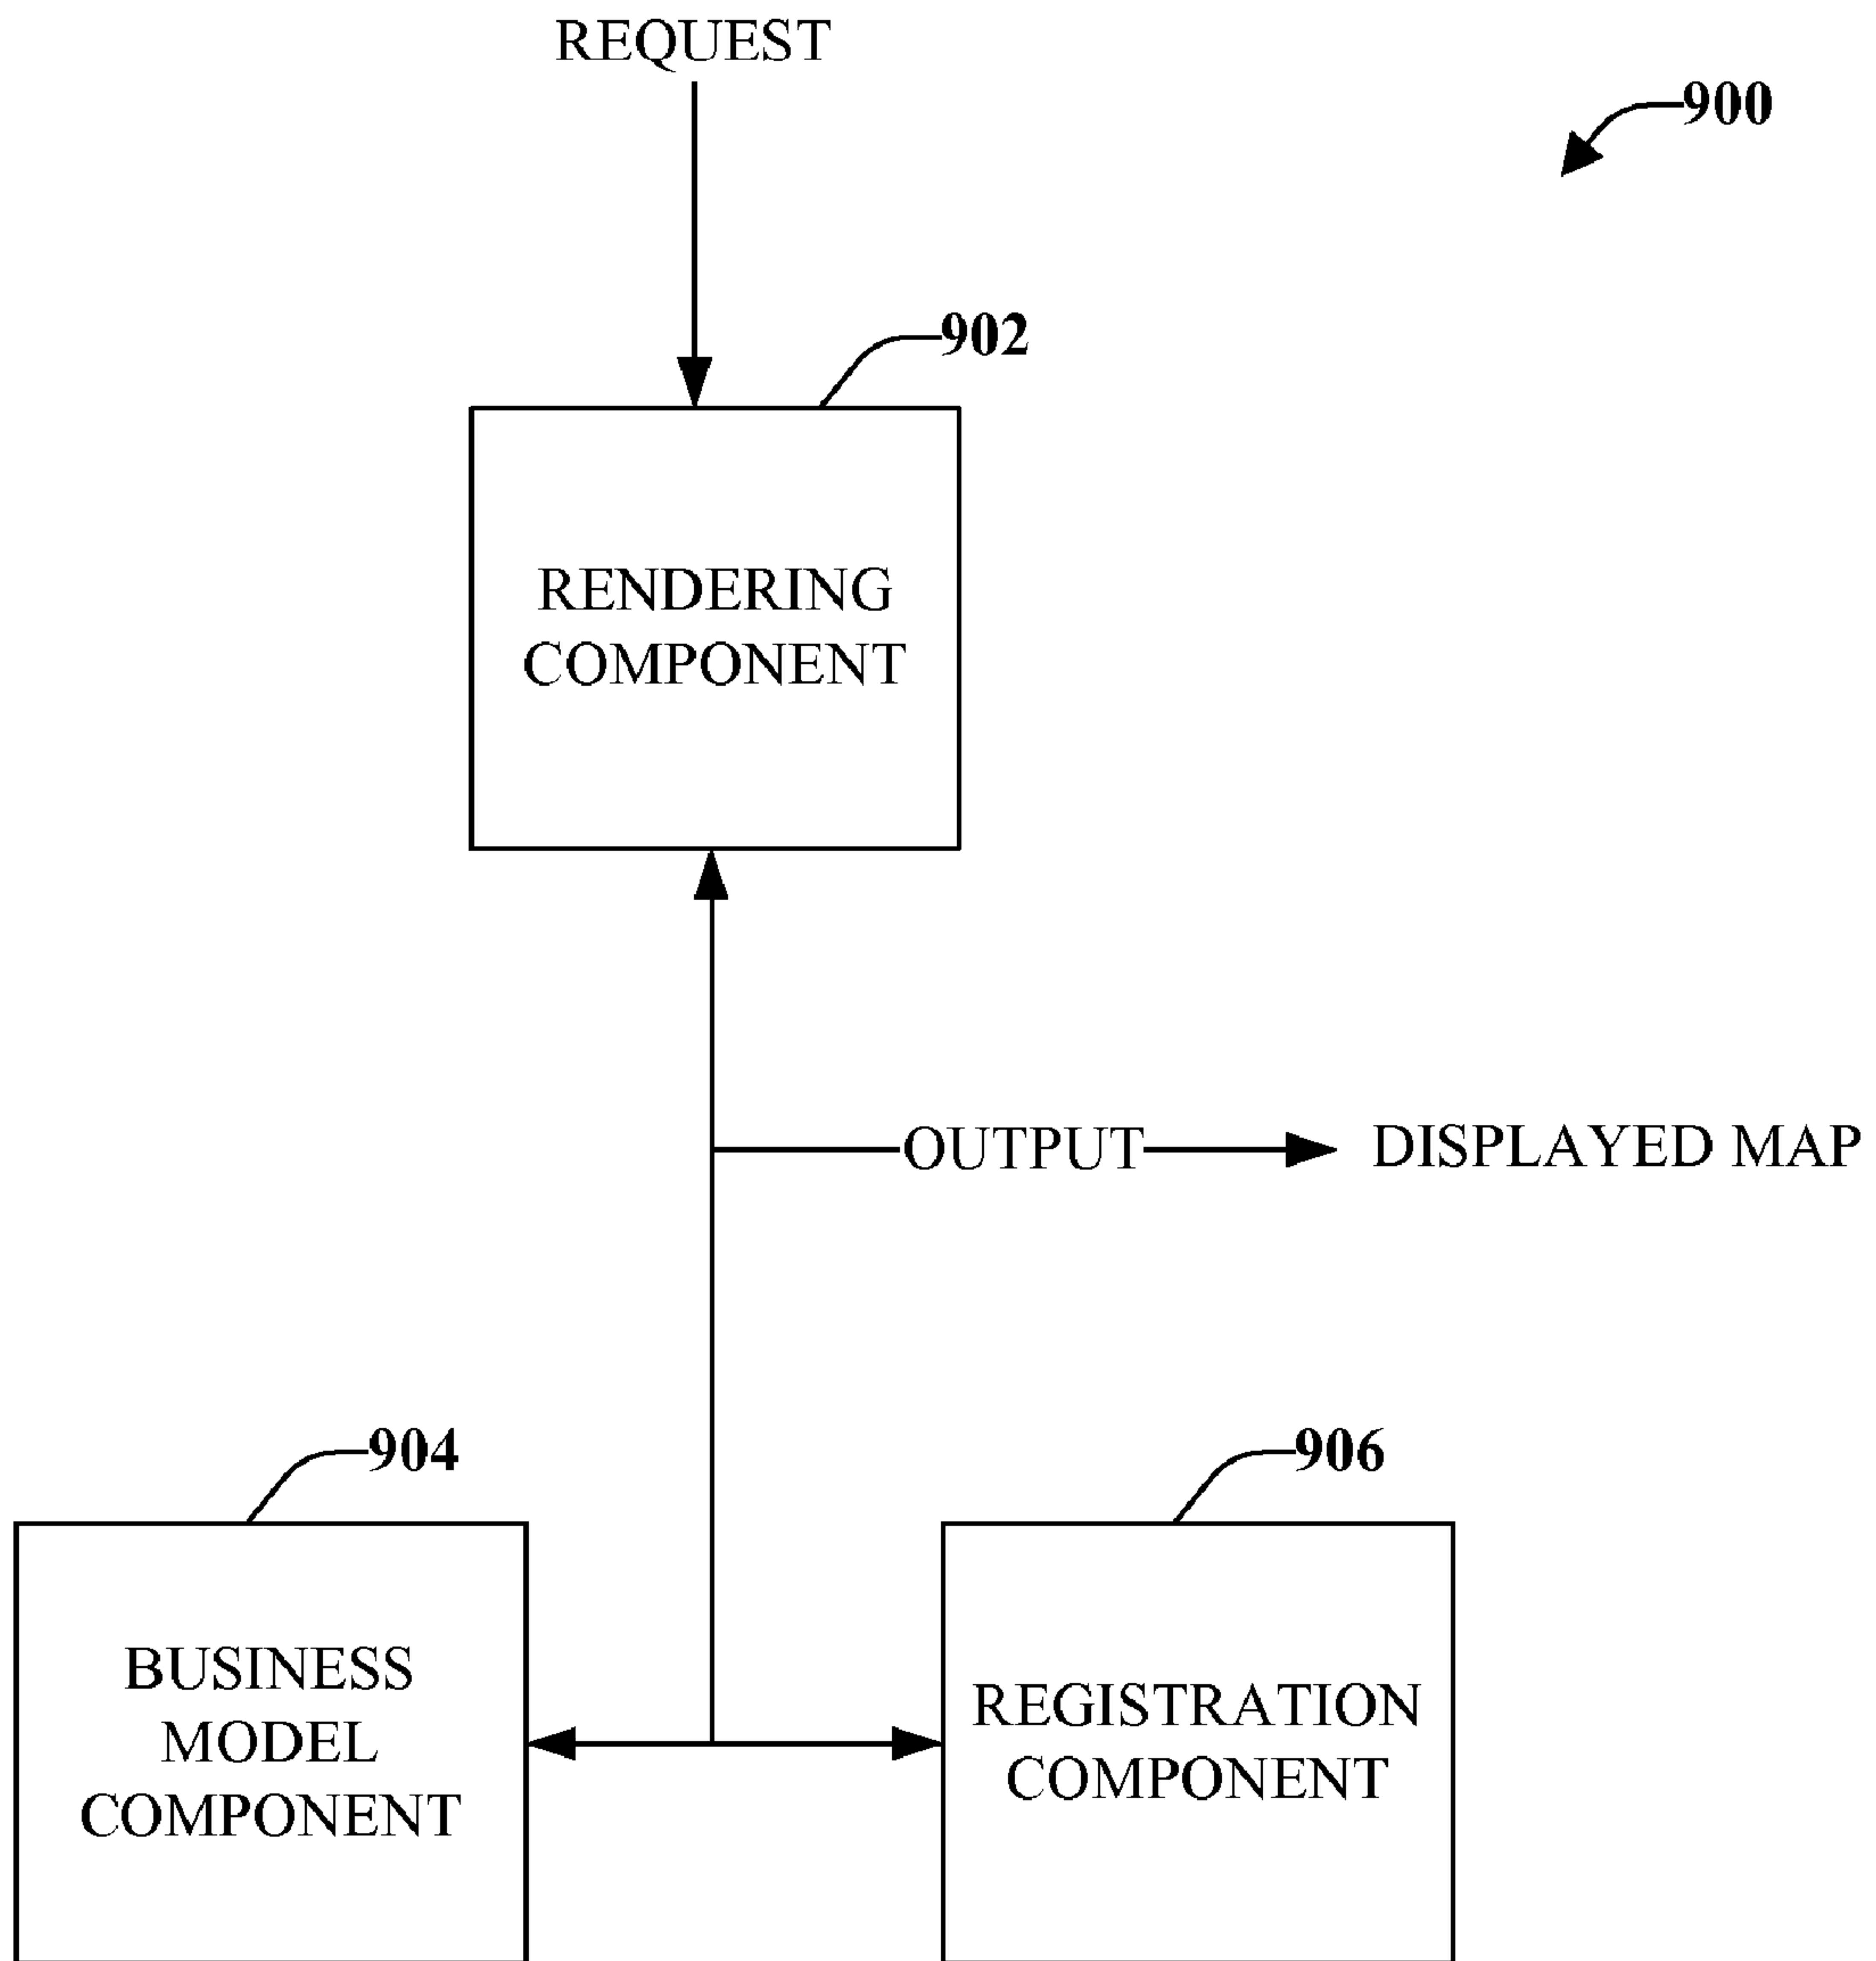 REQUEST
900
902
RENDERING
COMPONENT
OUTPUT
DISPLAYED MAP
904
906
BUSINESS
MODEL
COMPONENT
REGISTRATION
COMPONENT